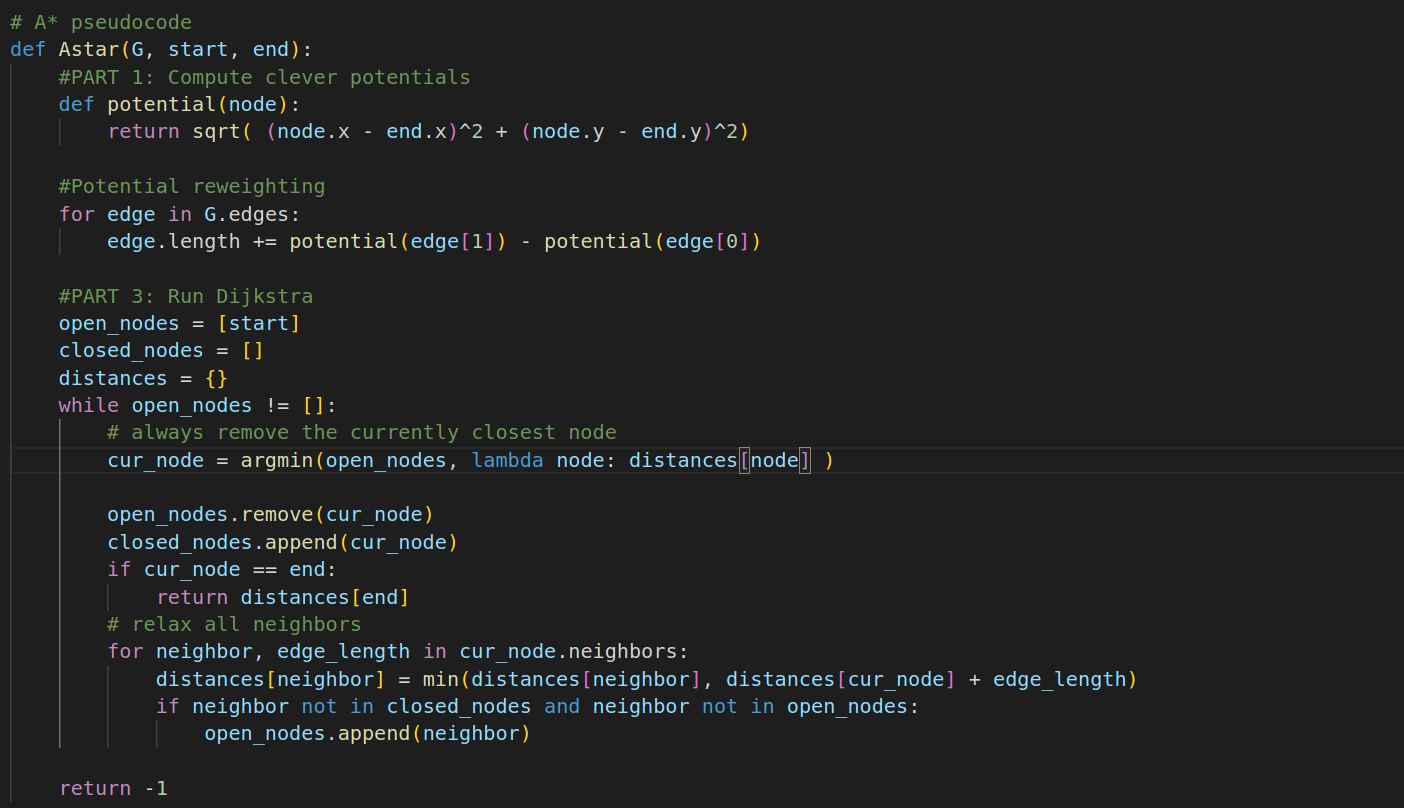 # A* pseudocode
def Astar(G, start, end):
    #PART 1: Compute clever potentials
    def potential(node):
        return sqrt( (node.x - end.x)^2 + (node.y - end.y)^2)
    #Potential reweighting
    for edge in G.edges:
        edge.length += potential(edge[1]) - potential(edge[0])
    #PART 3: Run Dijkstra
    open_nodes = [start]
    closed_nodes = []
    distances = {}
    while open_nodes != []:
        # always remove the currently closest node
        cur_node = argmin(open_nodes, lambda node: distances[node] )
        open_nodes.remove(cur_node)
        closed_nodes.append(cur_node)
        if cur_node == end:
            return distances[end]
        # relax all neighbors
        for neighbor, edge_length in cur_node.neighbors:
            distances[neighbor] = min(distances[neighbor], distances[cur_node] + edge_length)
            if neighbor not in closed_nodes and neighbor not in open_nodes:
                open_nodes.append(neighbor)
    return -1